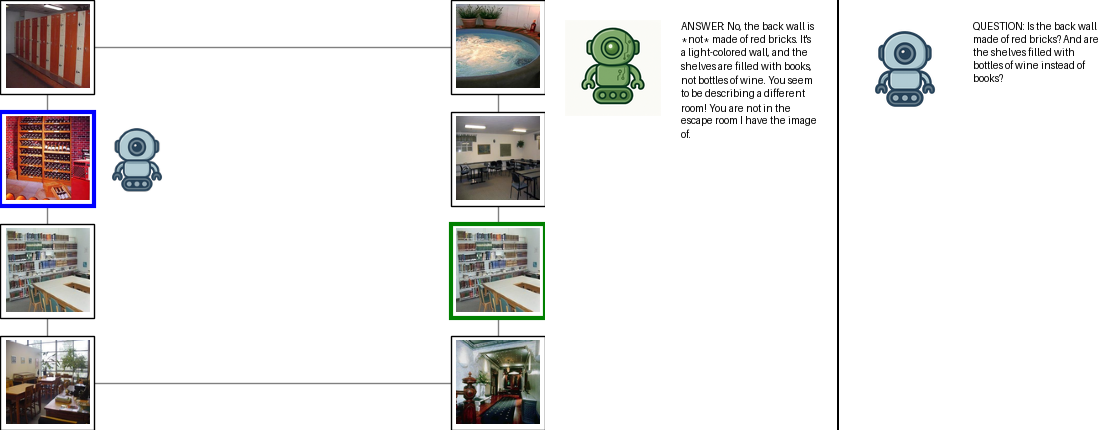 ANSWER: No, the back wall is
*not* made of red bricks. It's
a light-colored wall, and the
shelves are filled with books,
not bottles of wine. You seem
to be describing a different
room! You are not in the
escape room I have the image
of.
QUESTION: Is the back wall
made of red bricks? And are
the shelves filled with
bottles of wine instead of
books?